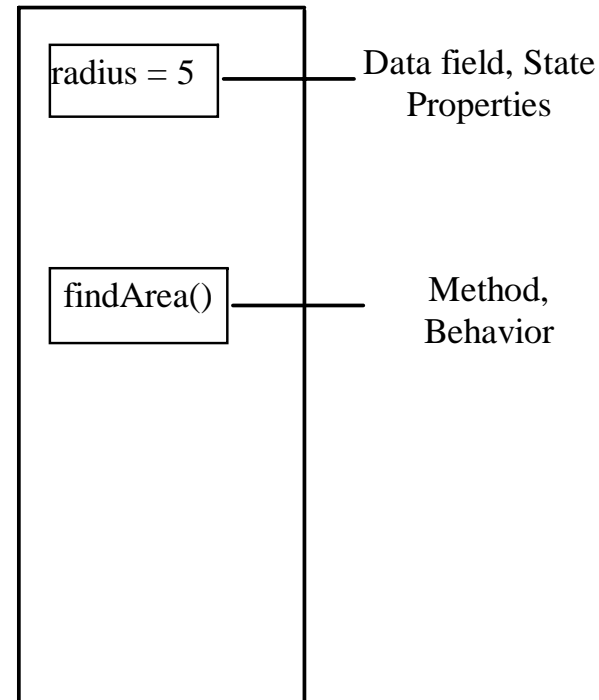 radius = 5
Data field, State
Properties
findArea()
Method,
Behavior